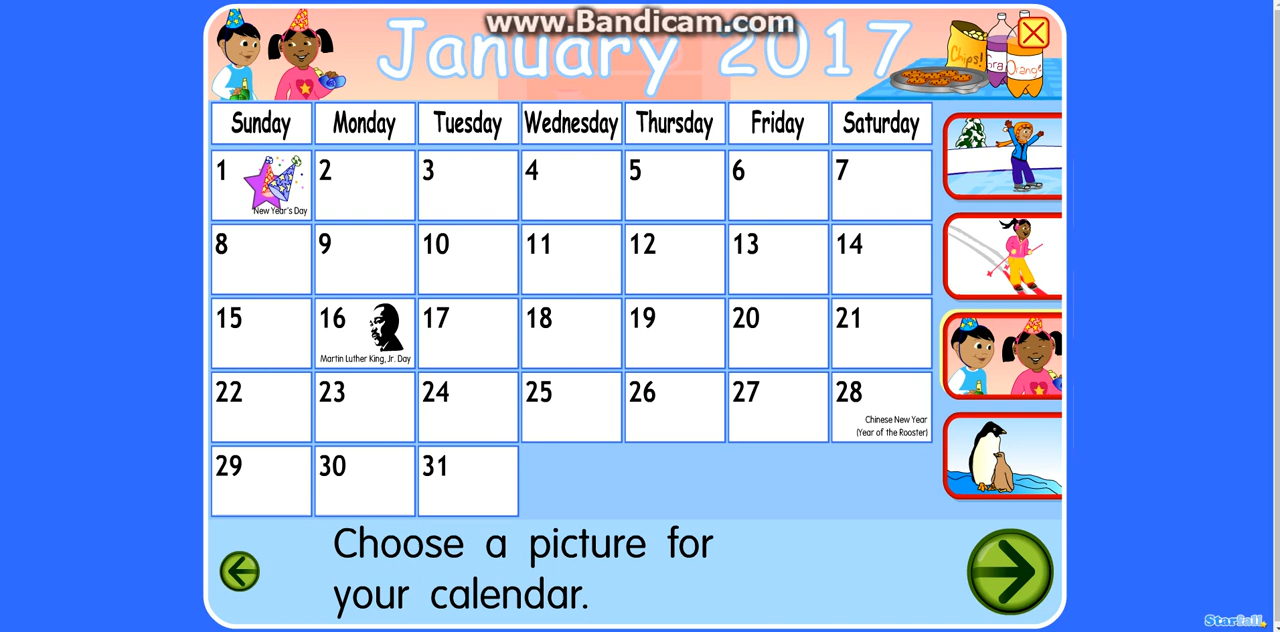 www.Bandicam.com
January 2017
Chips!
Gra
Orange
Sunday Monday Tuesday Wednesday Thursday Friday Saturday
1 2 3 4 5 6 7
New Year's Day
8 9 10 11 12 13 14
15 16 17 18 19 20 21
Martin Luther King, Jr. Day
22 23 24 25 26 27 28
Chinese New Year
(Year of the Rooster)
29 30 31
Choose a picture for
your calendar.
Starfall